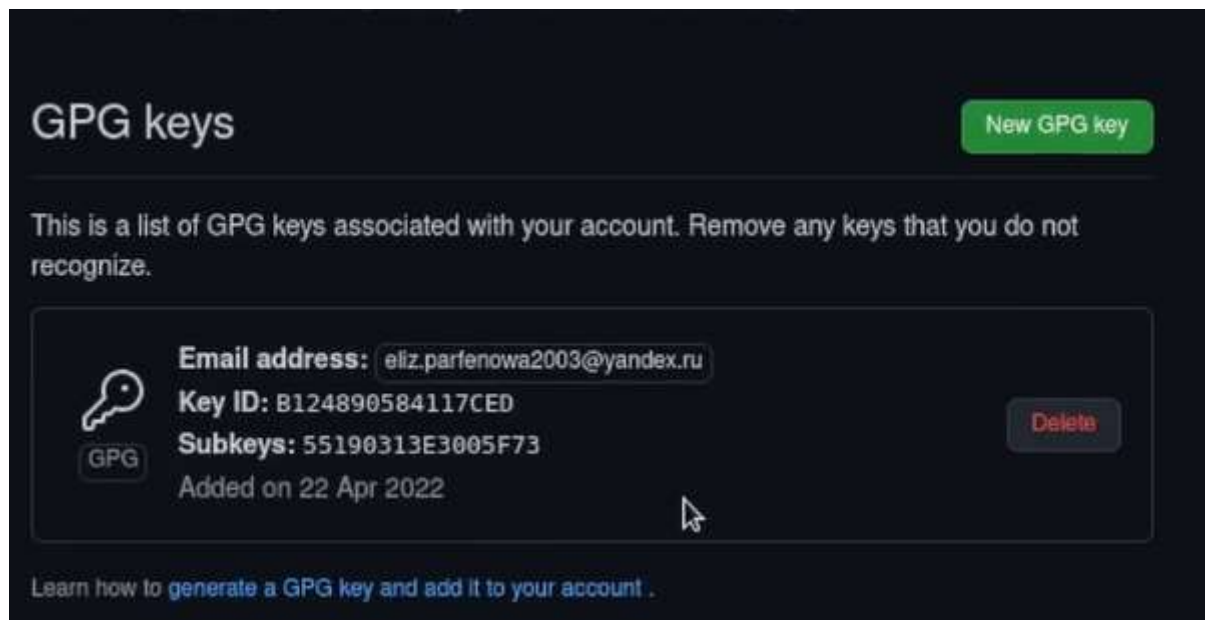 GPG keys
New GPG key
This is a list of GPG keys associated with your account. Remove any keys that you do not
recognize.
Email address: eliz.parfenowa2003@yandex.ru
Key ID: B124890584117CED
Subkeys: 55190313E3005F73
Added on 22 Apr 2022
GPG
Delete
Learn how to generate a GPG key and add it to your account .